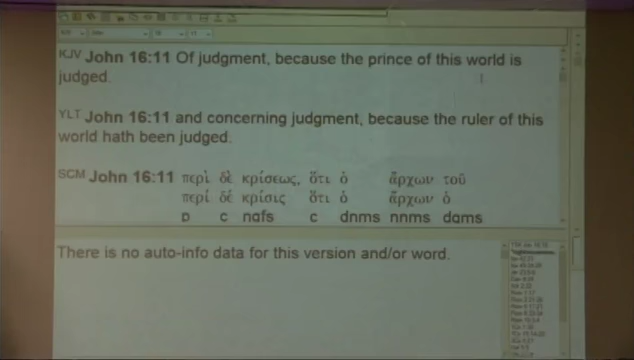 KJV John 16:11 Of judgment, because the prince of this world is
judged.
YLT John 16:11 and concerning judgment, because the ruler of this
world hath been judged.
SCM John 16:11 περὶ δὲ κρίσεως, ὅτι ὁ ἄρχων τοῦ
περί δέ κρίσις ὅτι ὁ ἄρχων ὁ
p c nafs c dnms nnms dams
There is no auto-info data for this version and/or word.